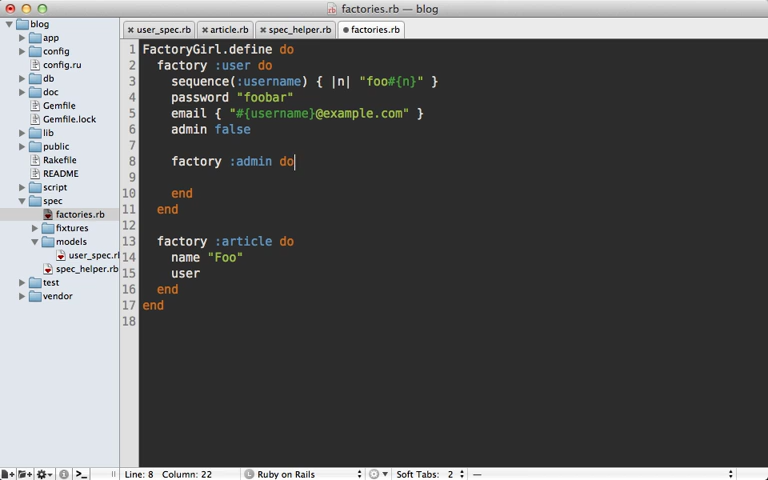 factories.rb — blog
blog
app
config
config.ru
db
doc
Gemfile
Gemfile.lock
lib
public
Rakefile
README
script
spec
factories.rb
fixtures
models
user_spec.rl
spec_helper.rb
test
vendor
user_spec.rb
article.rb
spec_helper.rb
factories.rb
1 FactoryGirl.define do
2 factory :user do
3 sequence(:username) { |n| "foo#{n}" }
4 password "foobar"
5 email { "#{username}@example.com" }
6 admin false
7
8 factory :admin do
9
10 end
11 end
12
13 factory :article do
14 name "Foo"
15 user
16 end
17 end
18
Line: 8 Column: 22
Ruby on Rails
Soft Tabs: 2
—